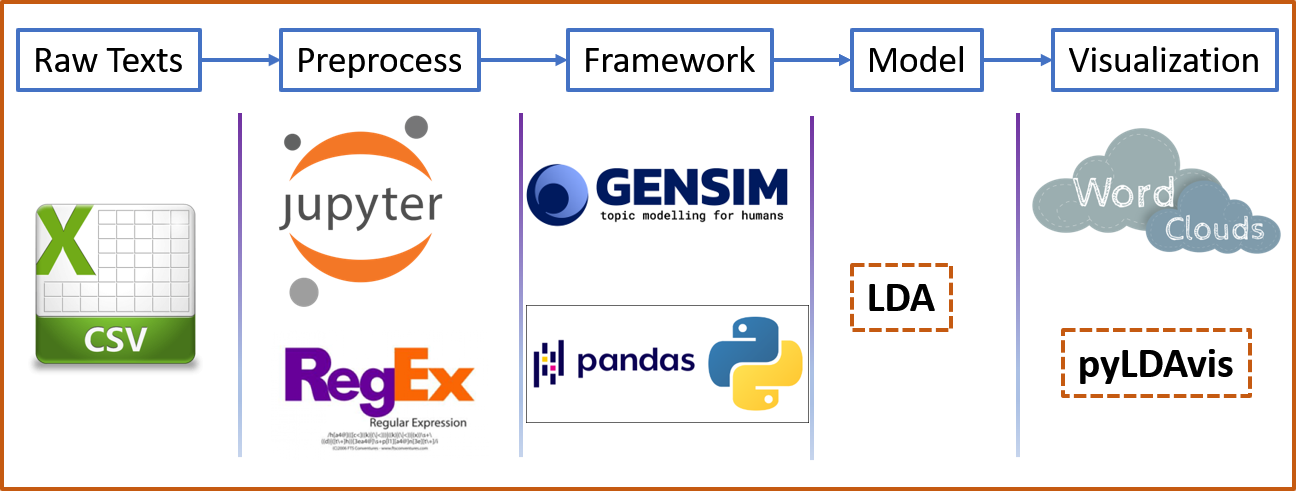 Raw Texts
Preprocess
Framework
Model
Visualization
X
CSV
jupyter
RegEx
Regular Expression
GENSIM
topic modelling for humans
pandas
LDA
Word
Clouds
pyLDAvis